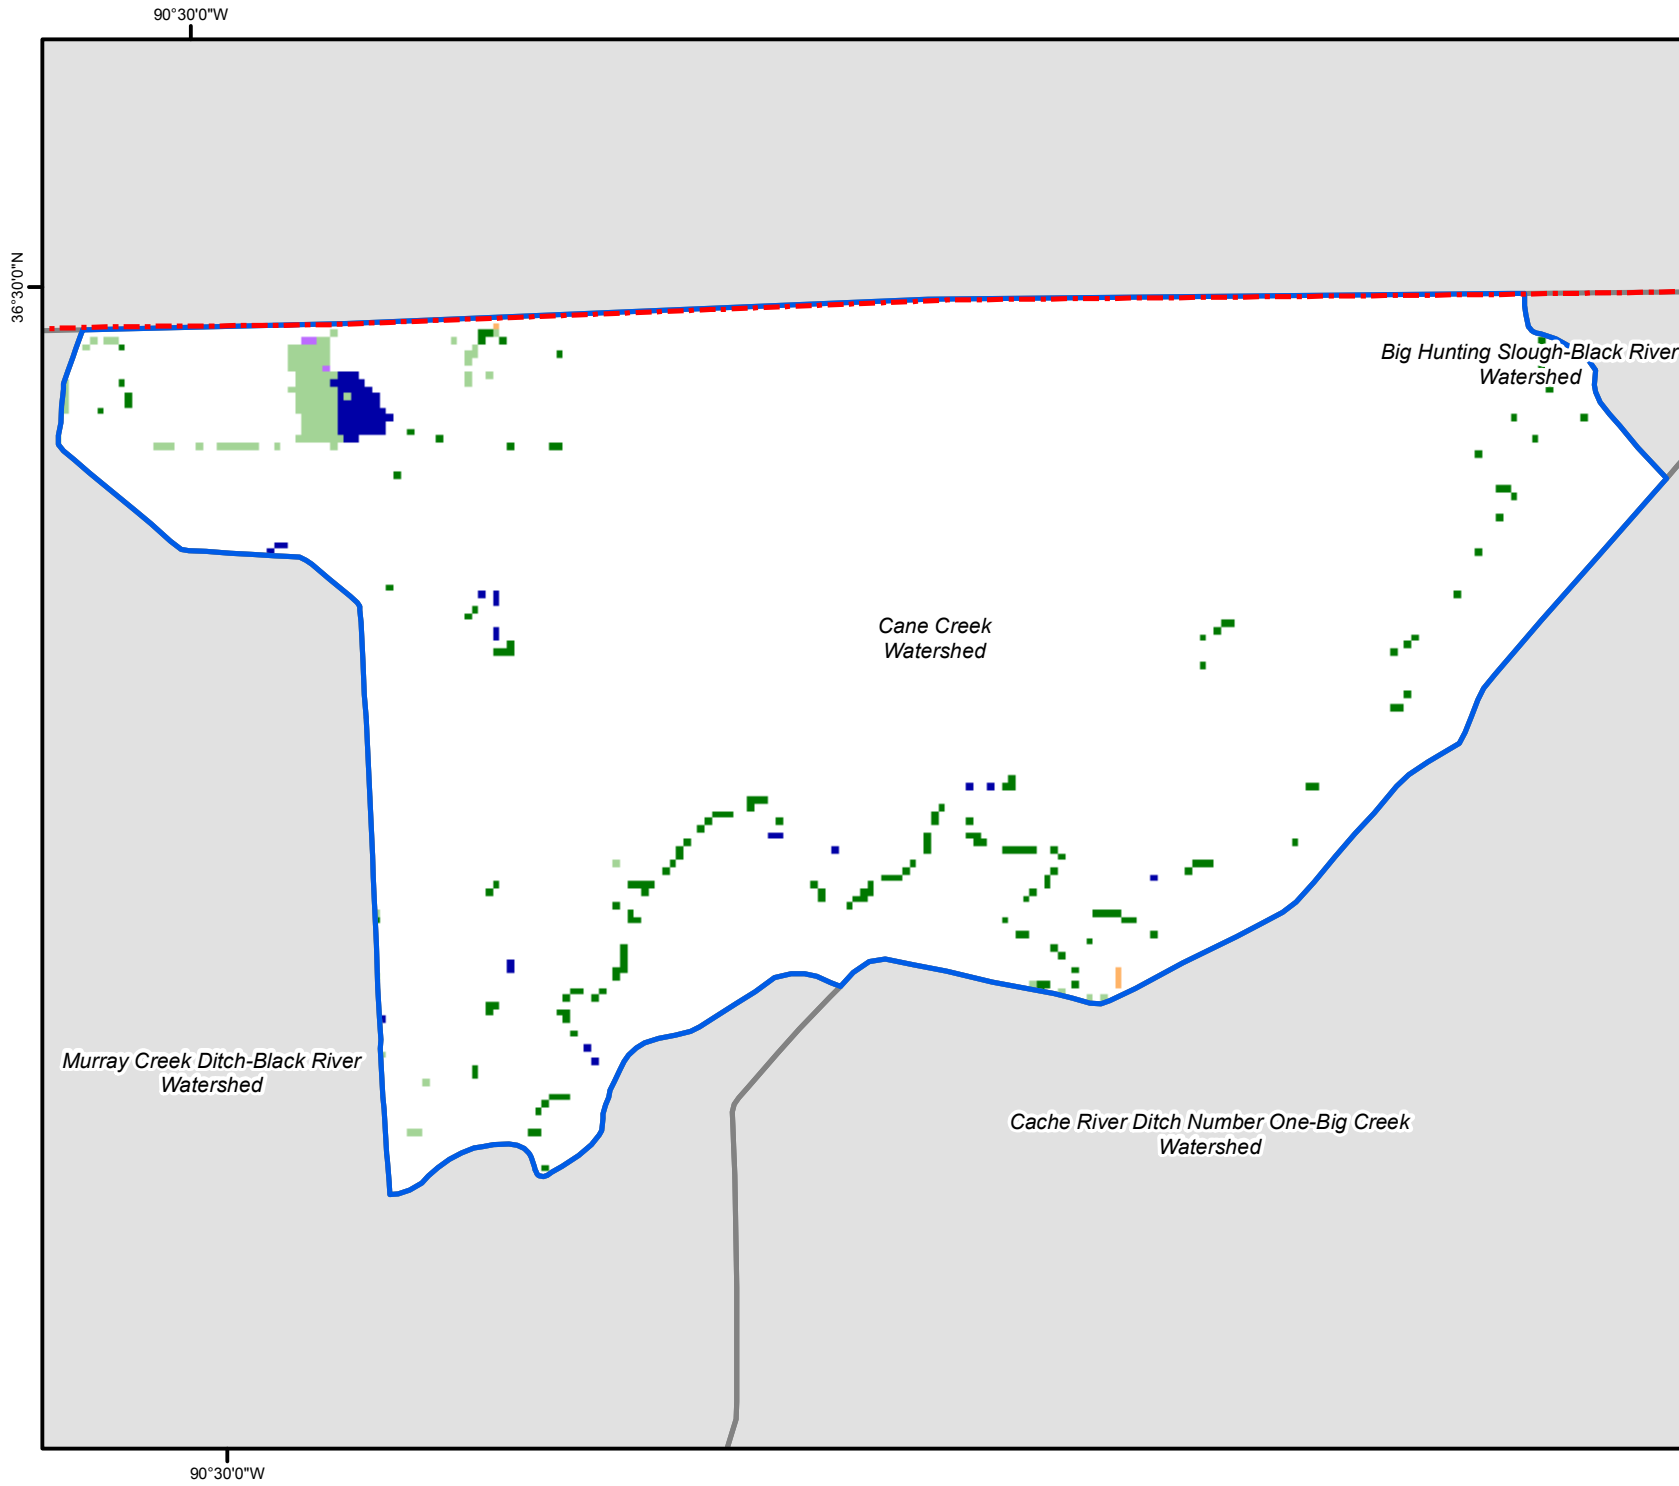 90°30'0"W
36°30'0"N
Big Hunting Slough-Black River
Watershed
Cane Creek
Watershed
Murray Creek Ditch-Black River
Watershed
Cache River Ditch Number One-Big Creek
Watershed
90°30'0"W